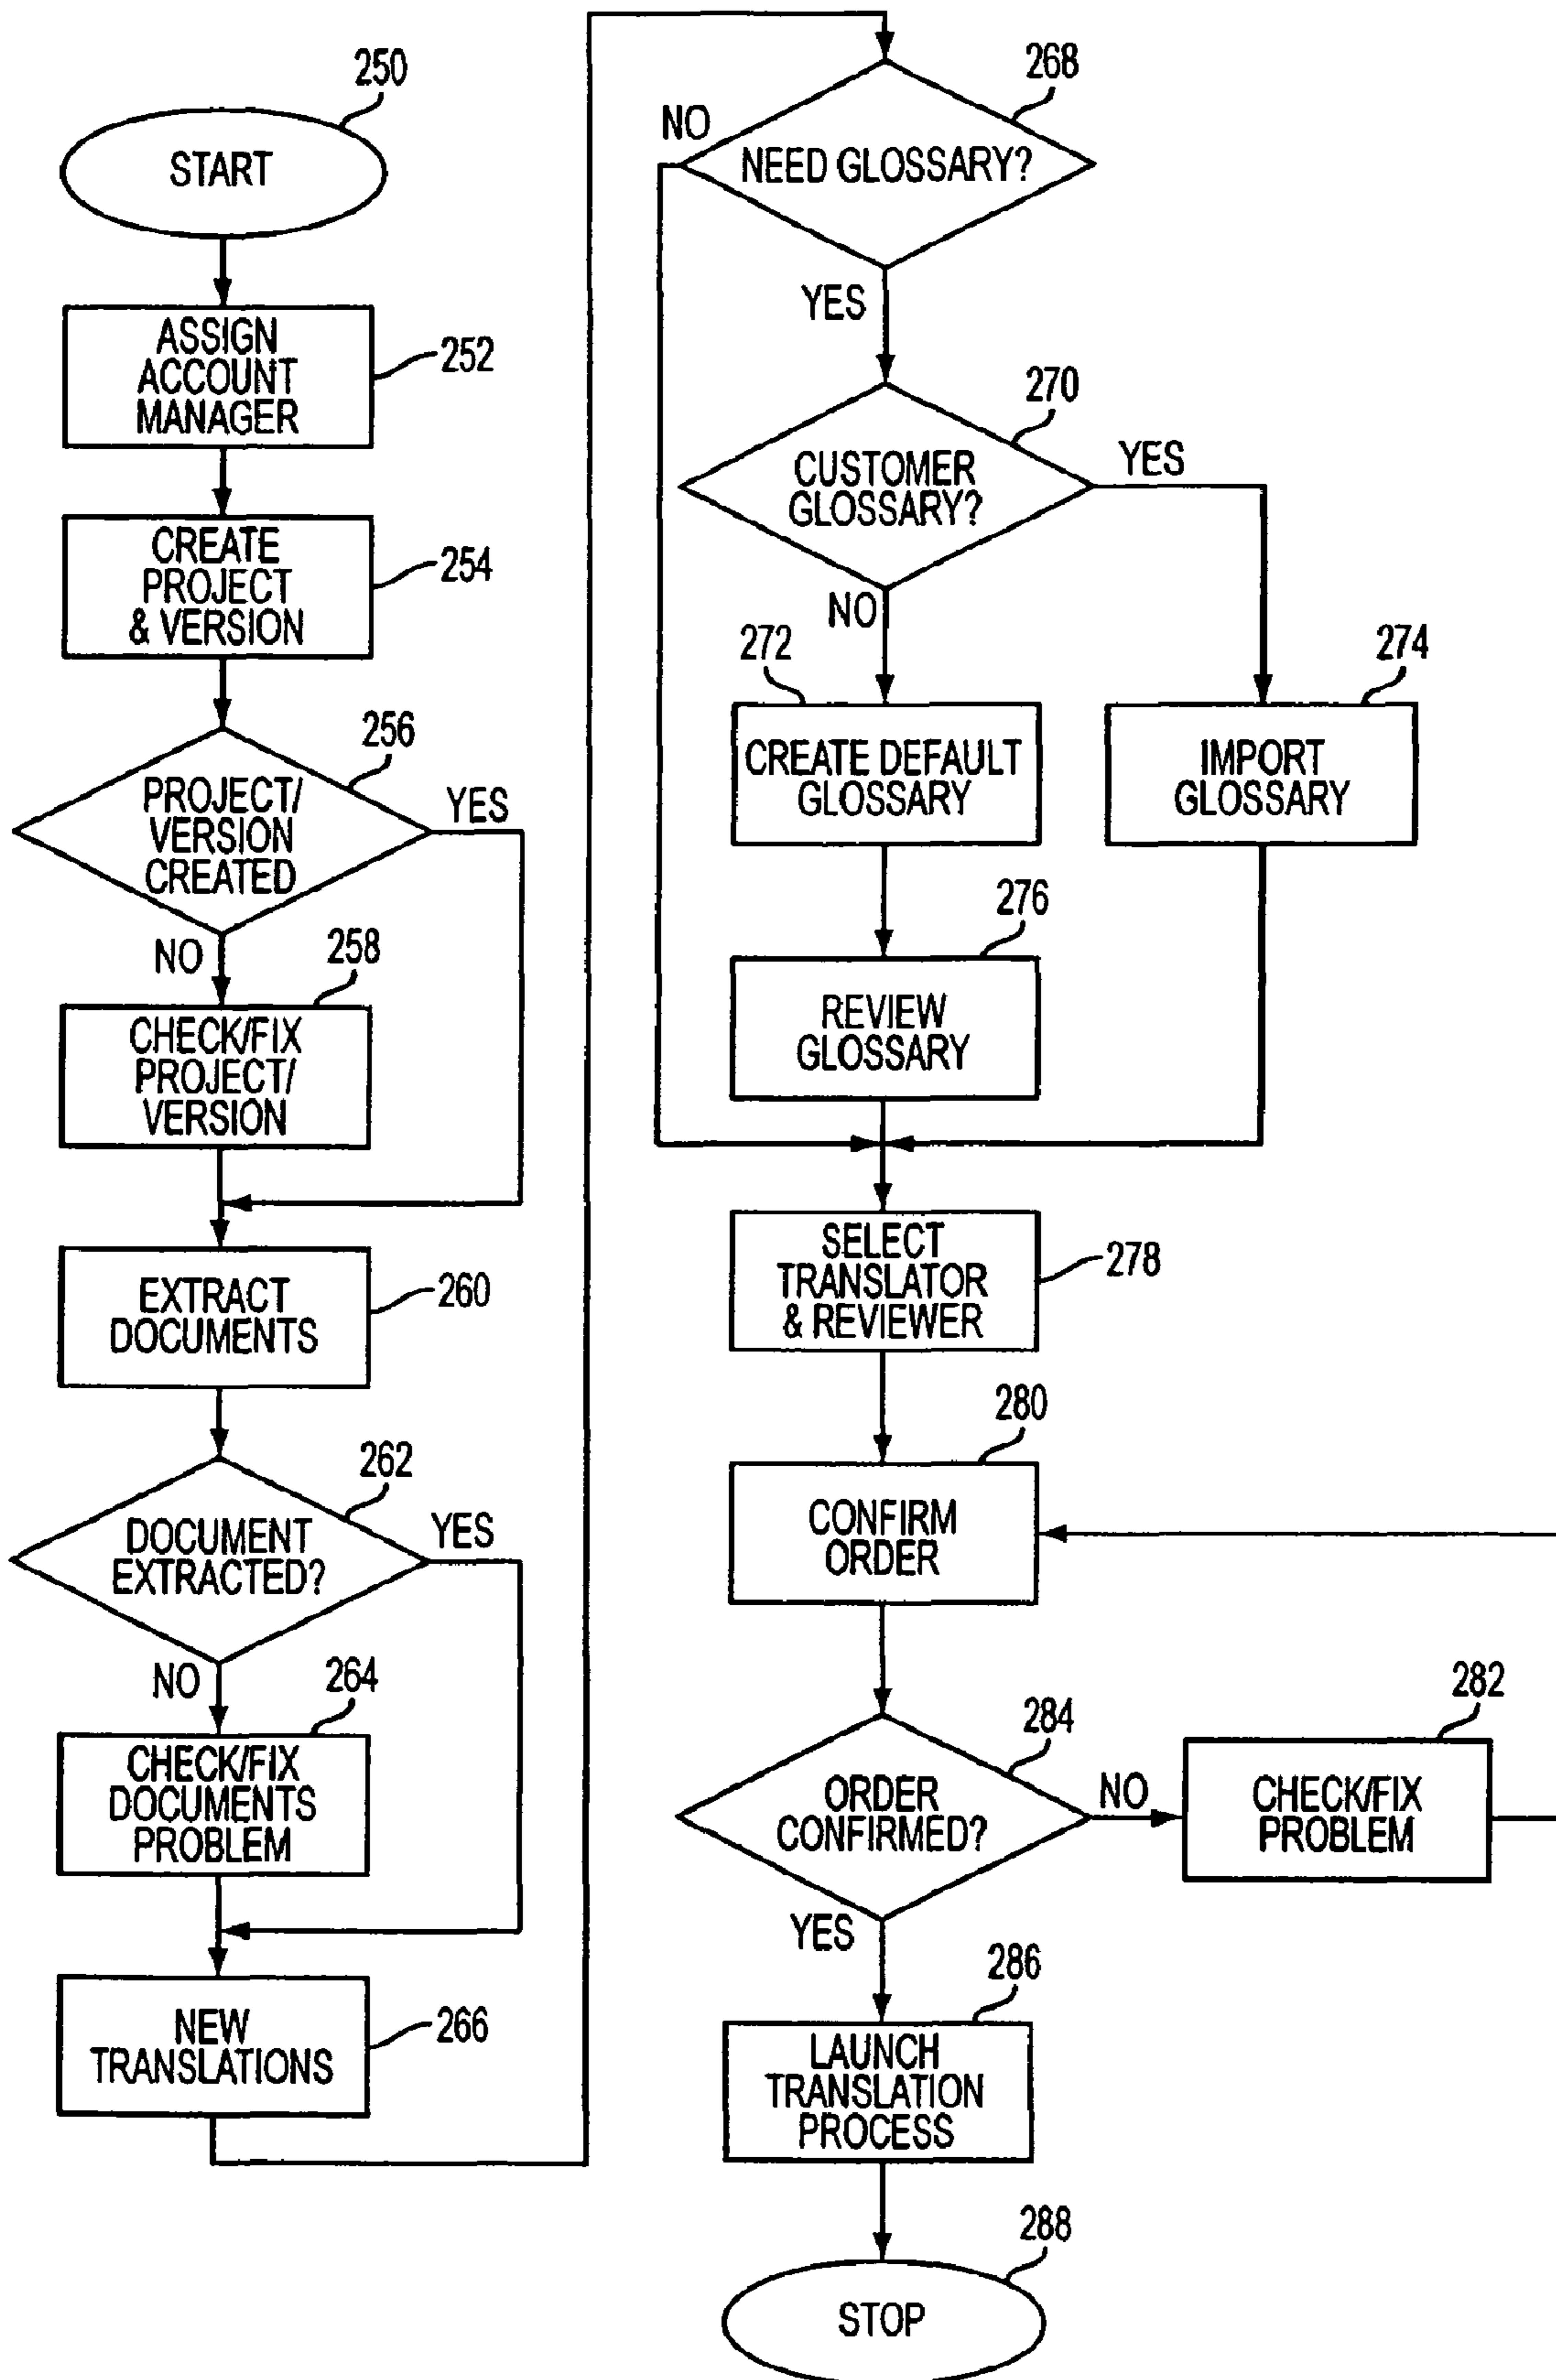 250
START
ASSIGN
ACCOUNT
MANAGER
252
CREATE
PROJECT
& VERSION
254
256
PROJECT/
VERSION
CREATED
YES
NO
258
CHECK/FIX
PROJECT/
VERSION
EXTRACT
DOCUMENTS
260
262
DOCUMENT
EXTRACTED?
YES
NO
264
CHECK/FIX
DOCUMENTS
PROBLEM
NEW
TRANSLATIONS
266
268
NO
NEED GLOSSARY?
YES
270
CUSTOMER
GLOSSARY?
YES
NO
272
CREATE DEFAULT
GLOSSARY
274
IMPORT
GLOSSARY
276
REVIEW
GLOSSARY
SELECT
TRANSLATOR
& REVIEWER
278
280
CONFIRM
ORDER
284
ORDER
CONFIRMED?
NO
282
CHECK/FIX
PROBLEM
YES
286
LAUNCH
TRANSLATION
PROCESS
288
STOP